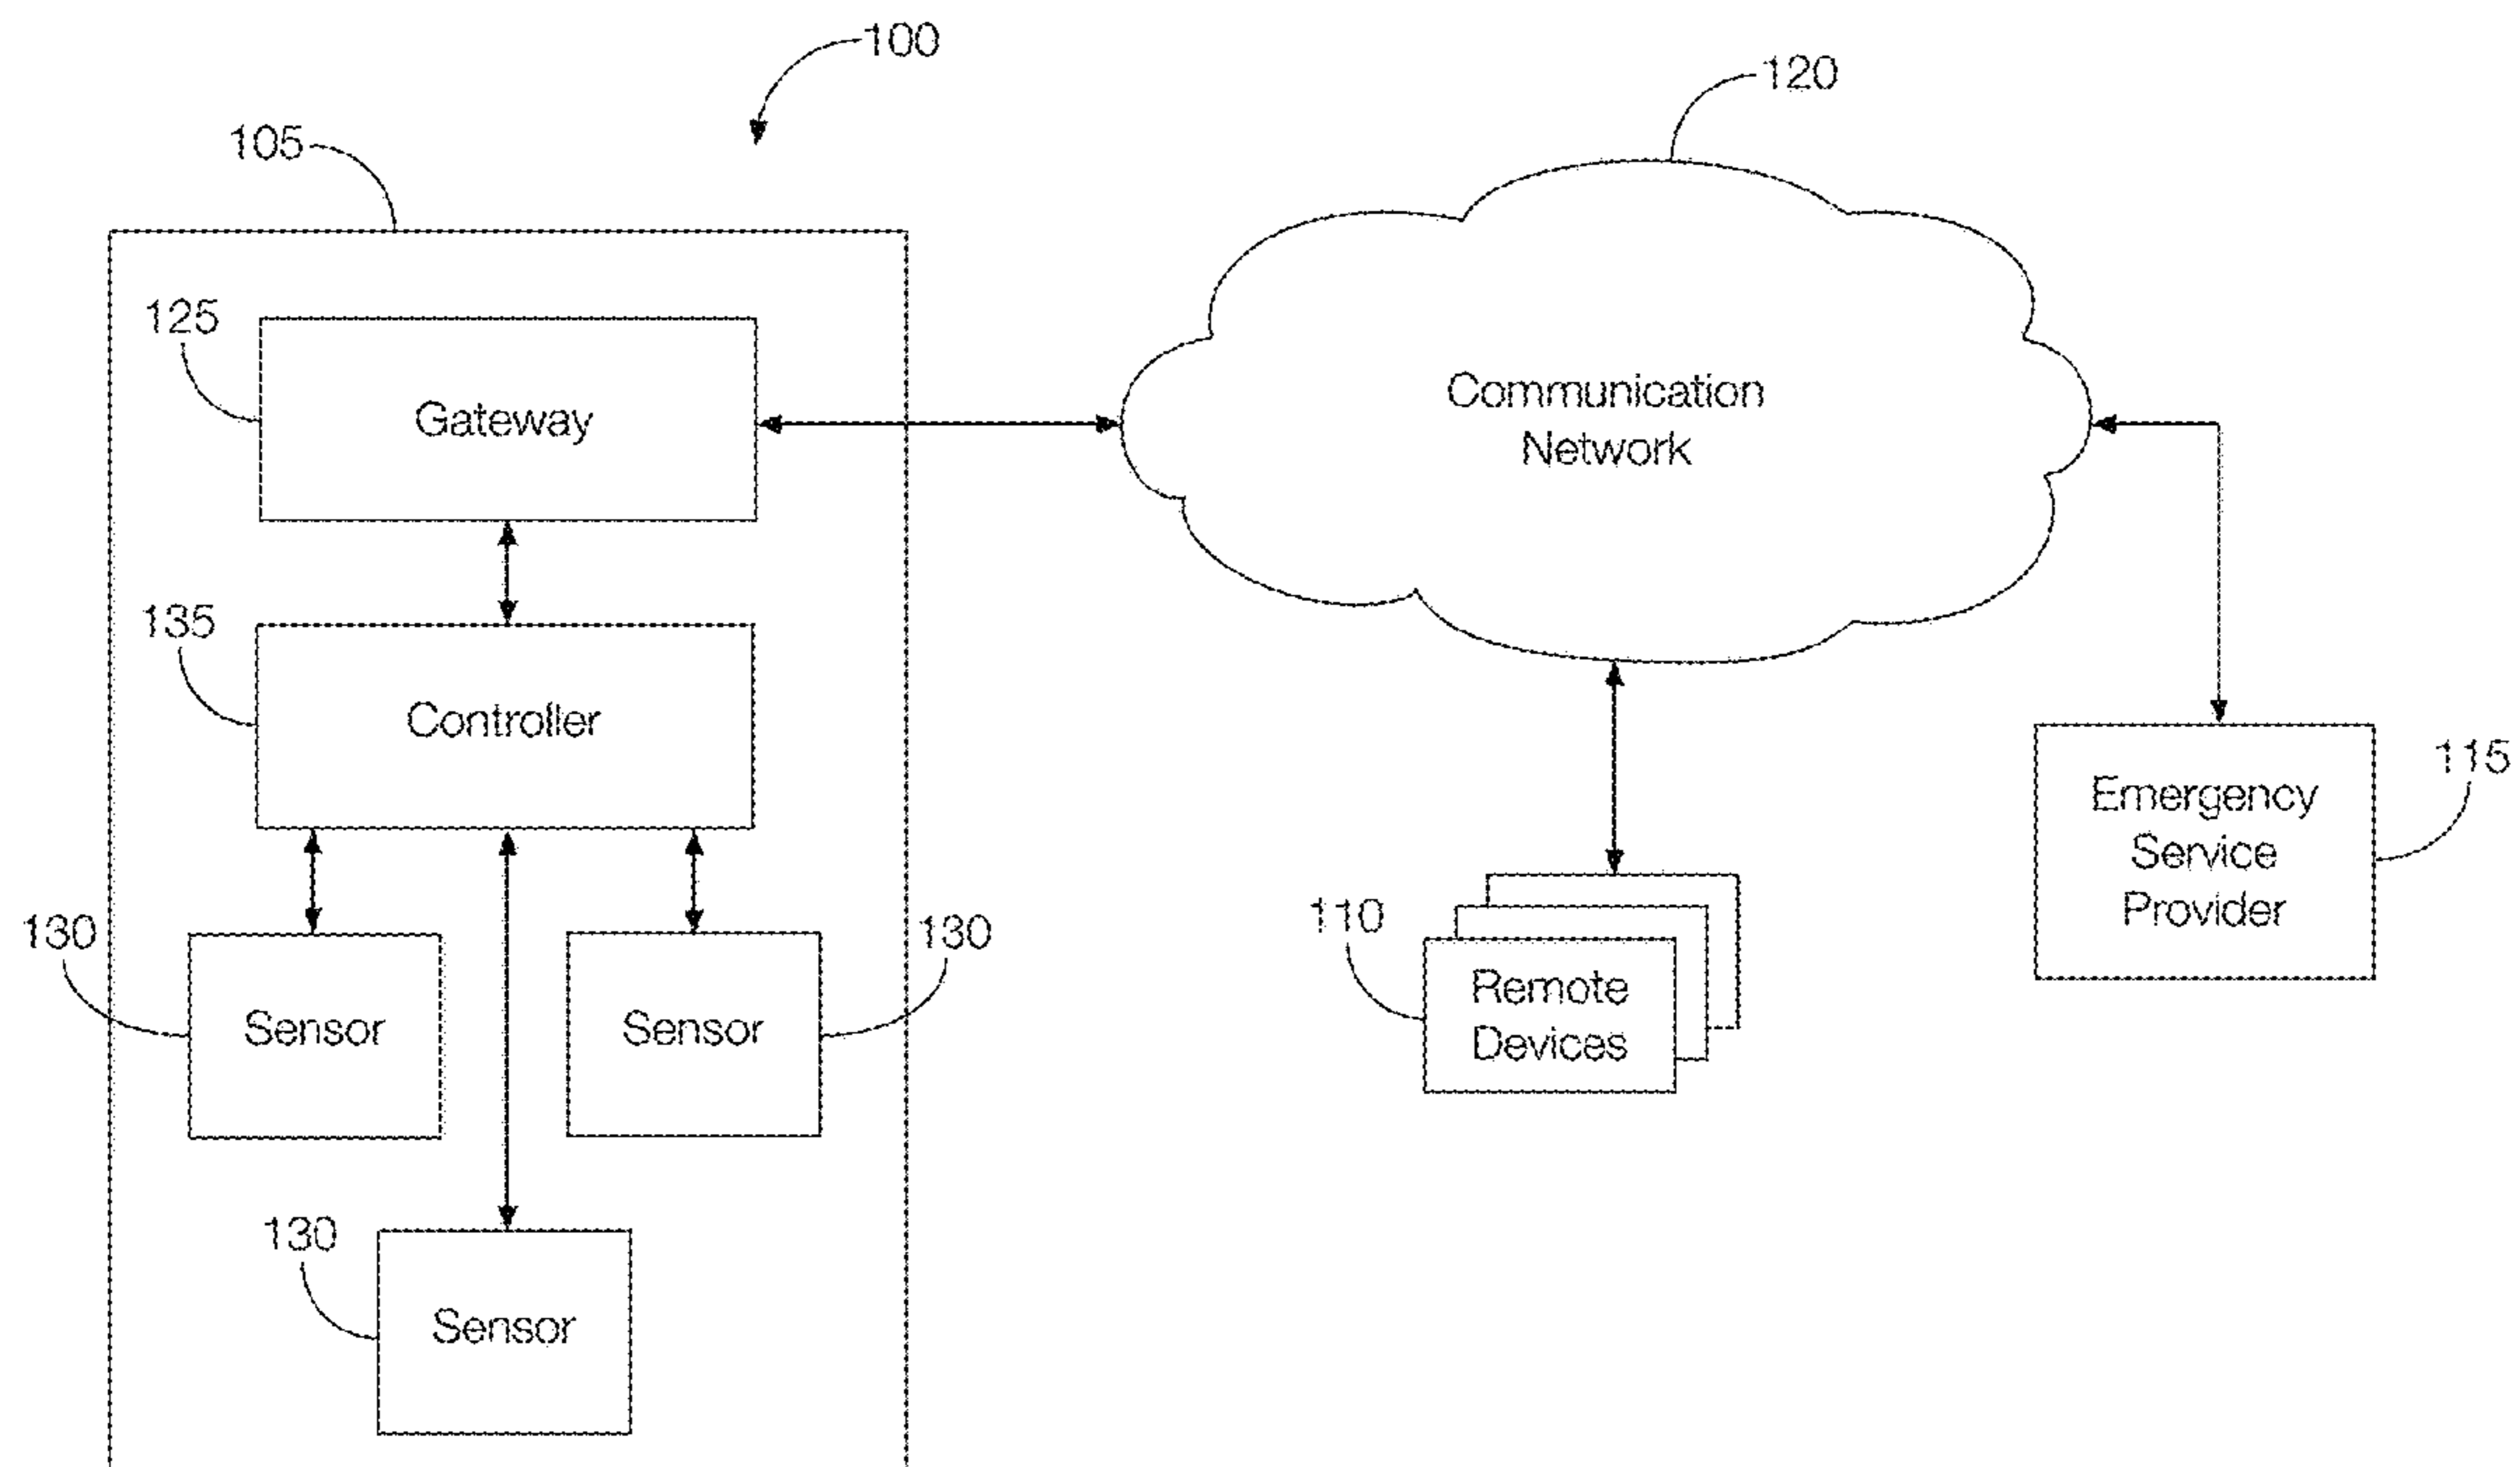 100
120
105
125
Gateway
Communication
Network
135
Controller
115
Emergency
Service
Provider
130
130
110
Sensor
Sensor
Remote
Devices
130
Sensor